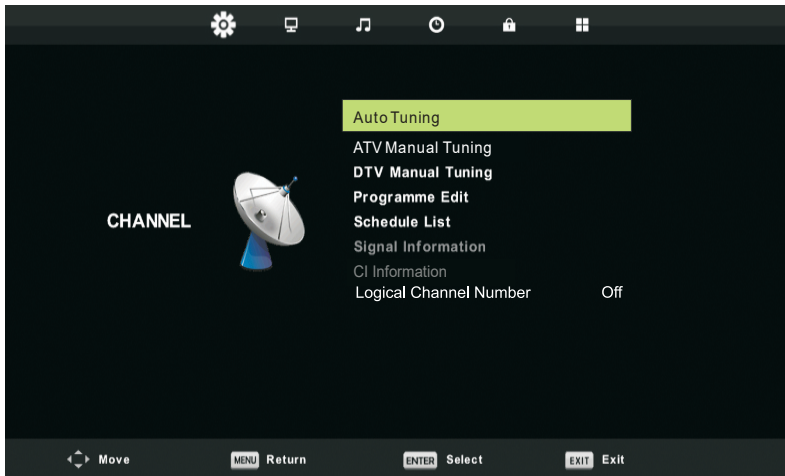 Auto Tuning
ATV Manual Tuning
DTV Manual Tuning
Programme Edit
CHANNEL
Schedule List
Signal Information
CI Information
Logical Channel Number Off
Move MENU Return ENTER Select EXIT Exit